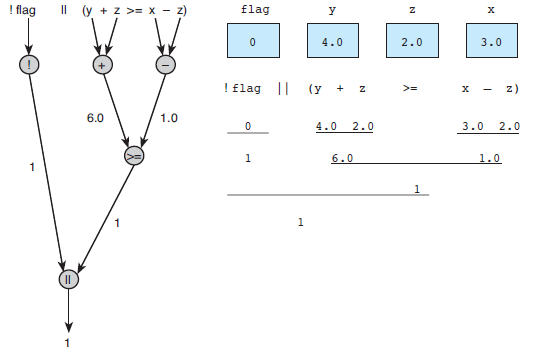 ! flag || (y + z >= x – z)
! + –
6.0 1.0
>=
1
1
||
1
flag y z x
0 4.0 2.0 3.0
!flag || (y + z >= x – z)
0 4.0 2.0 3.0 2.0
1 6.0 1.0
1
1